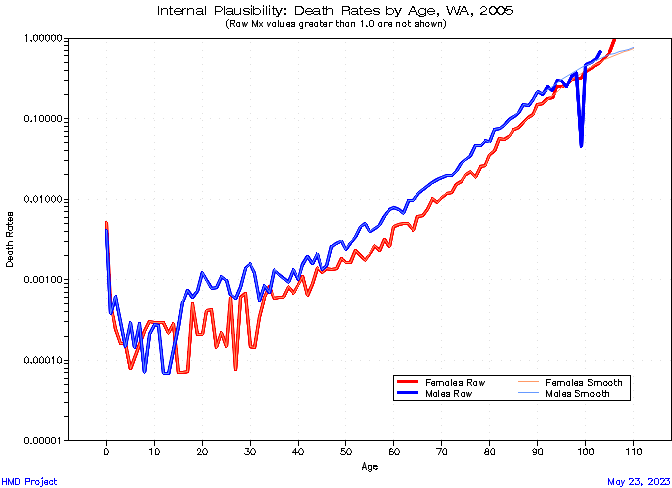 Internal Plausibility: Death Rates by Age, WA, 2005
(Raw Mx values greater than 1.0 are not shown)
1.00000
0.10000
0.01000
0.00100
0.00010
0.00001
Death Rates
0 10 20 30 40 50 60 70 80 90 100 110
Age
Females Raw Females Smooth
Males Raw Males Smooth
HMD Project May 23, 2023